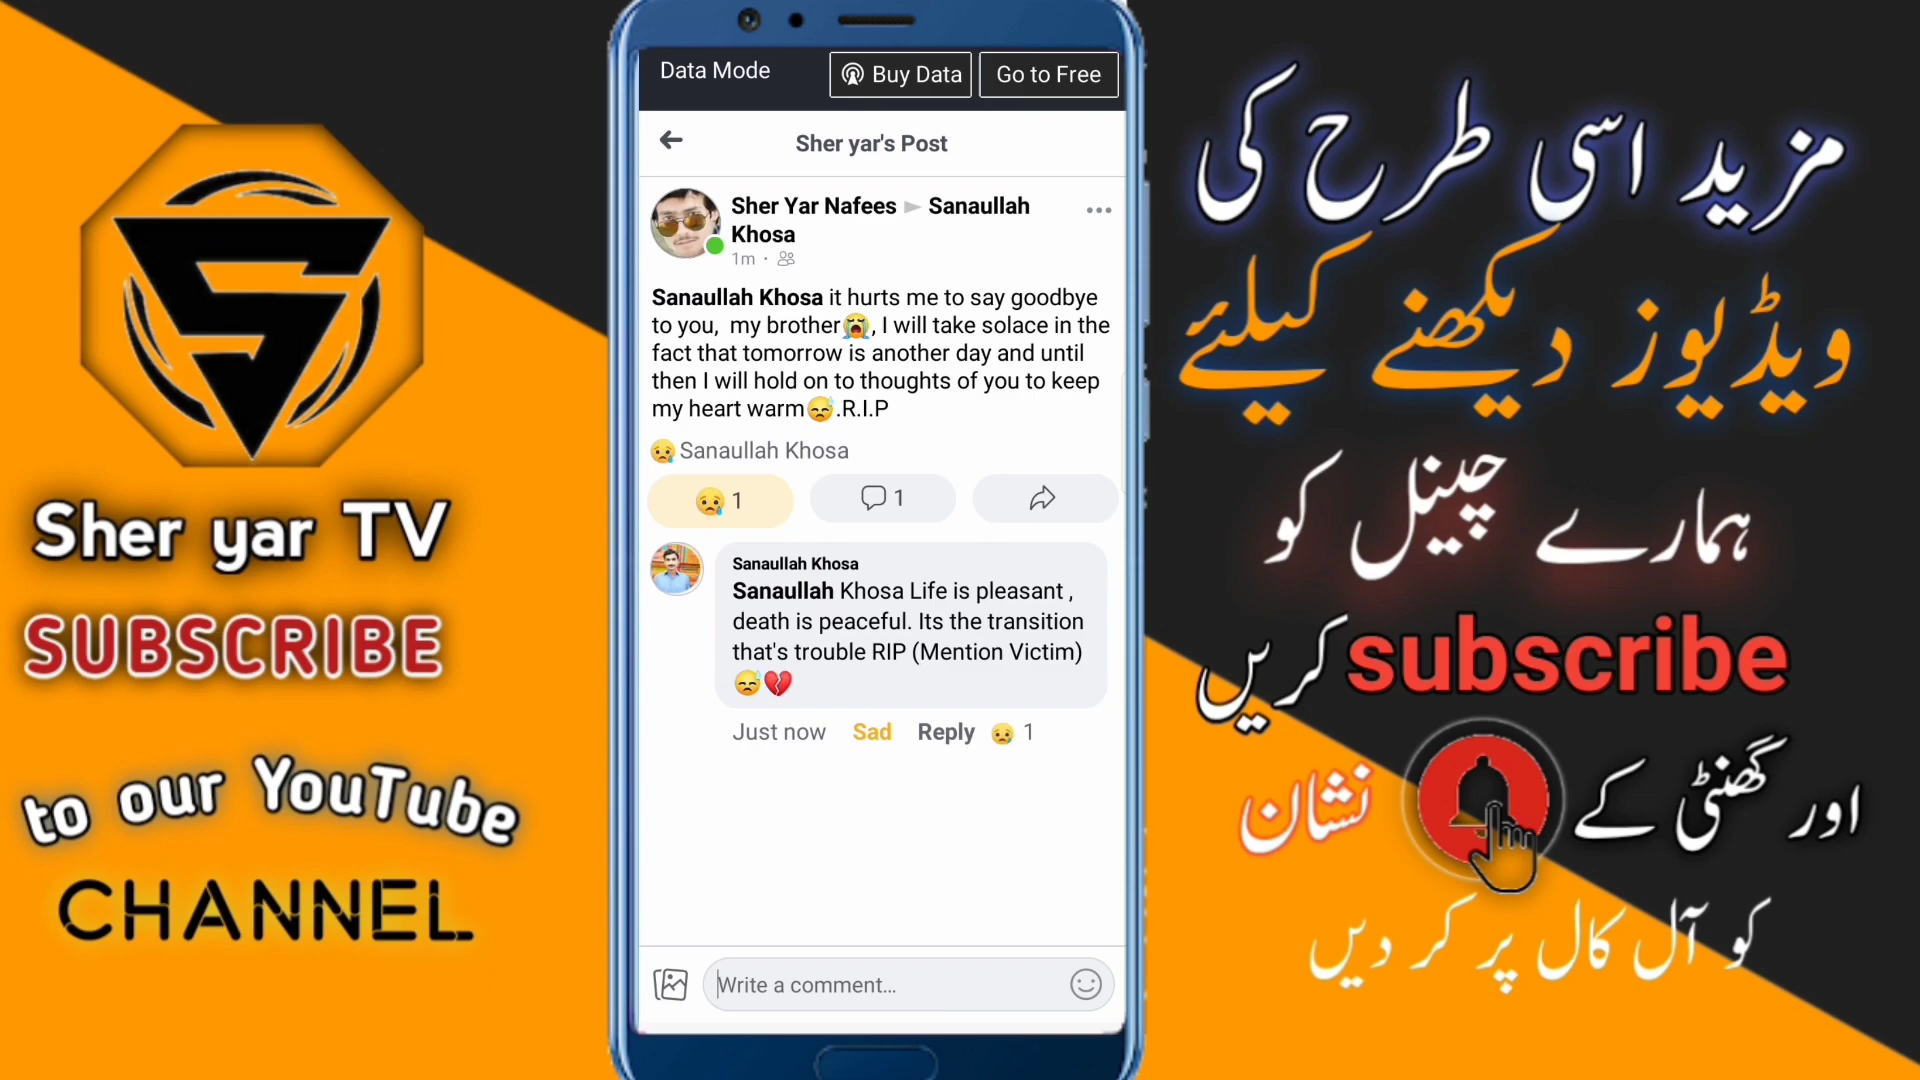 Sher yar TV
SUBSCRIBE
to our YouTube
CHANNEL
Data Mode
Buy Data
Go to Free
Sher yar's Post
Sher Yar Nafees ► Sanaullah
Khosa
1m ·
Sanaullah Khosa it hurts me to say goodbye
to you,  my brother😭, I will take solace in the
fact that tomorrow is another day and until
then I will hold on to thoughts of you to keep
my heart warm😓.R.I.P
😢 Sanaullah Khosa
😢 1
1
Sanaullah Khosa
Sanaullah Khosa Life is pleasant ,
death is peaceful. Its the transition
that's trouble RIP (Mention Victim)
😓💔
Just now Sad Reply 😢 1
Write a comment...
مزید اسی طرح کی
ویڈیوز دیکھنے کیلئے
ہمارے چینل کو
subscribe کریں
اور گھنٹی کے نشان
کو آل کال پر کر دیں